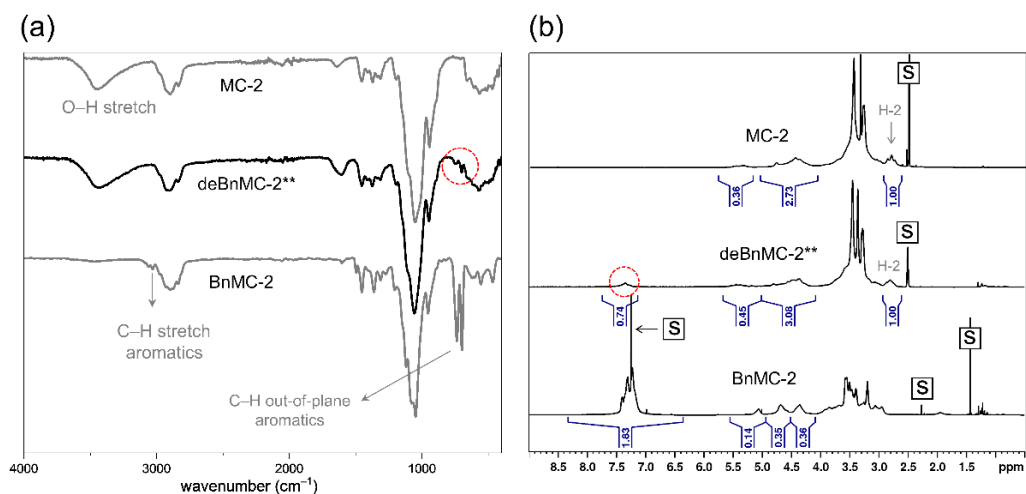 (a)
MC-2
O–H stretch
deBnMC-2**
BnMC-2
C–H stretch
aromatics
C–H out-of-plane
aromatics
4000 3000 2000 1000
wavenumber (cm⁻¹)
(b)
S
H-2
MC-2
0.36 2.73 1.00
deBnMC-2**
H-2
0.74 0.45 3.08 1.00
S
S
BnMC-2
S
1.83 0.14 0.35 0.36
8.5 8.0 7.5 7.0 6.5 6.0 5.5 5.0 4.5 4.0 3.5 3.0 2.5 2.0 1.5 1.0 ppm